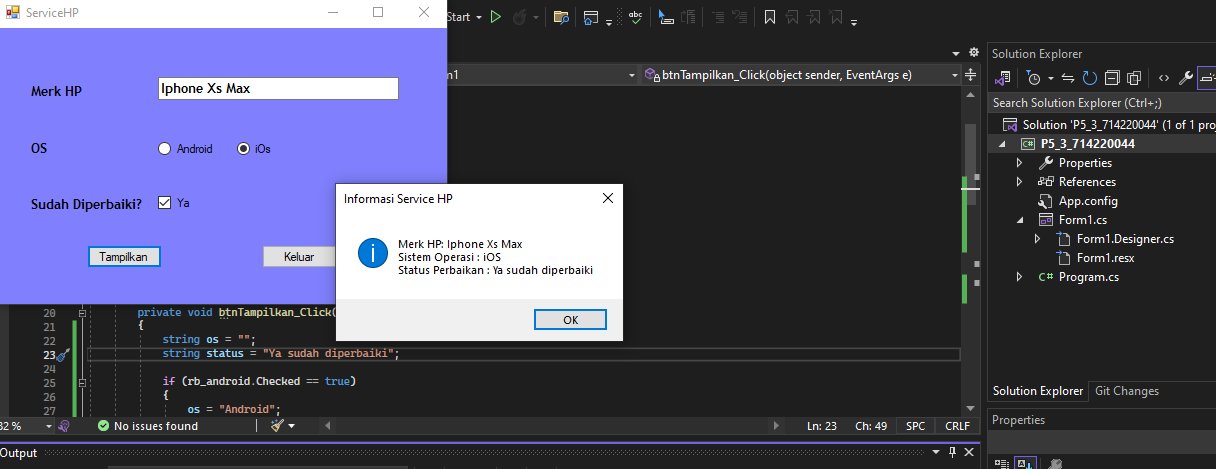 ServiceHP
Merk HP
Iphone Xs Max
OS
Android
iOs
Sudah Diperbaiki?
Ya
Tampilkan
Keluar
Informasi Service HP
Merk HP: Iphone Xs Max
Sistem Operasi : iOS
Status Perbaikan : Ya sudah diperbaiki
OK
Start
btnTampilkan_Click(object sender, EventArgs e)
20 private void btnTampilkan_Click(
21 {
22 string os = "";
23 string status = "Ya sudah diperbaiki";
24
25 if (rb_android.Checked == true)
26 {
27 os = "Android";
No issues found
Ln: 23
Ch: 49
SPC
CRLF
Output
Solution Explorer
Search Solution Explorer (Ctrl+;)
Solution 'P5_3_714220044' (1 of 1 proj
C# P5_3_714220044
Properties
References
App.config
Form1.cs
Form1.Designer.cs
Form1.resx
C# Program.cs
Solution Explorer
Git Changes
Properties